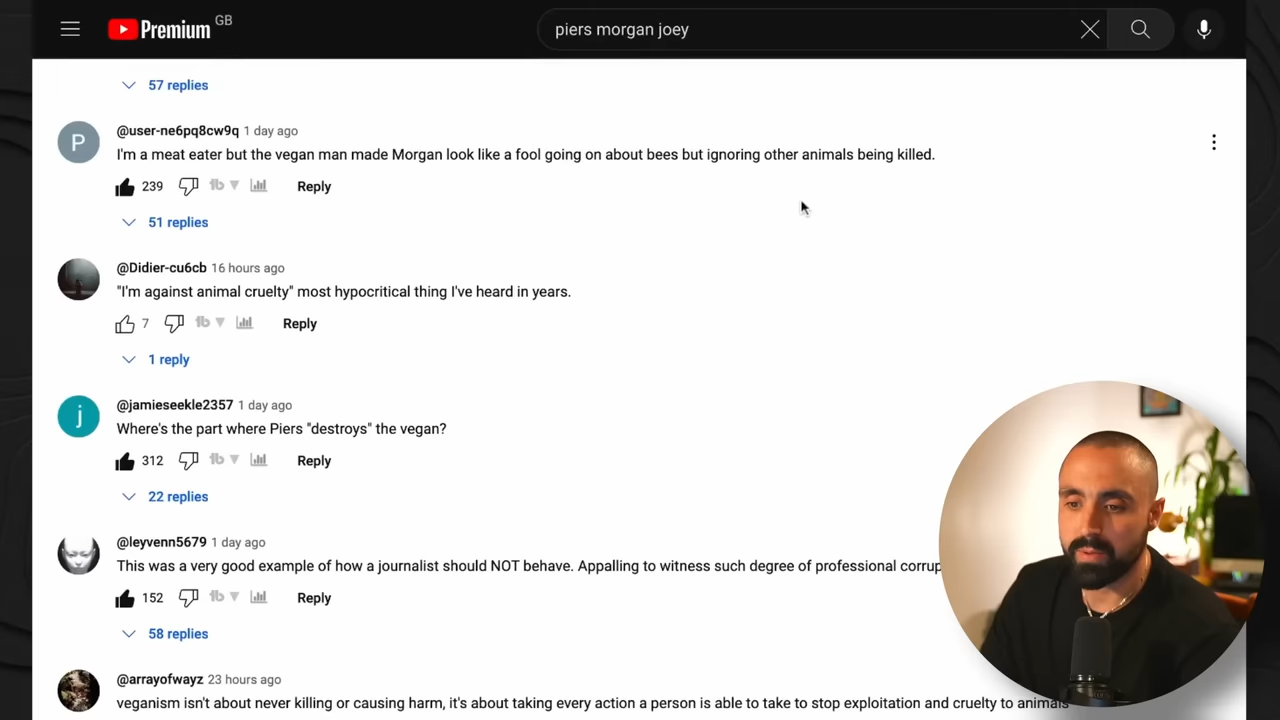 Premium GB
piers morgan joey
57 replies
P
@user-ne6pq8cw9q 1 day ago
I'm a meat eater but the vegan man made Morgan look like a fool going on about bees but ignoring other animals being killed.
239 tb Reply
51 replies
@Didier-cu6cb 16 hours ago
"I'm against animal cruelty" most hypocritical thing I've heard in years.
7 tb Reply
1 reply
j
@jamieseekle2357 1 day ago
Where's the part where Piers "destroys" the vegan?
312 tb Reply
22 replies
@leyvenn5679 1 day ago
This was a very good example of how a journalist should NOT behave. Appalling to witness such degree of professional corrup
152 tb Reply
58 replies
@arrayofwayz 23 hours ago
veganism isn't about never killing or causing harm, it's about taking every action a person is able to take to stop exploitation and cruelty to animals